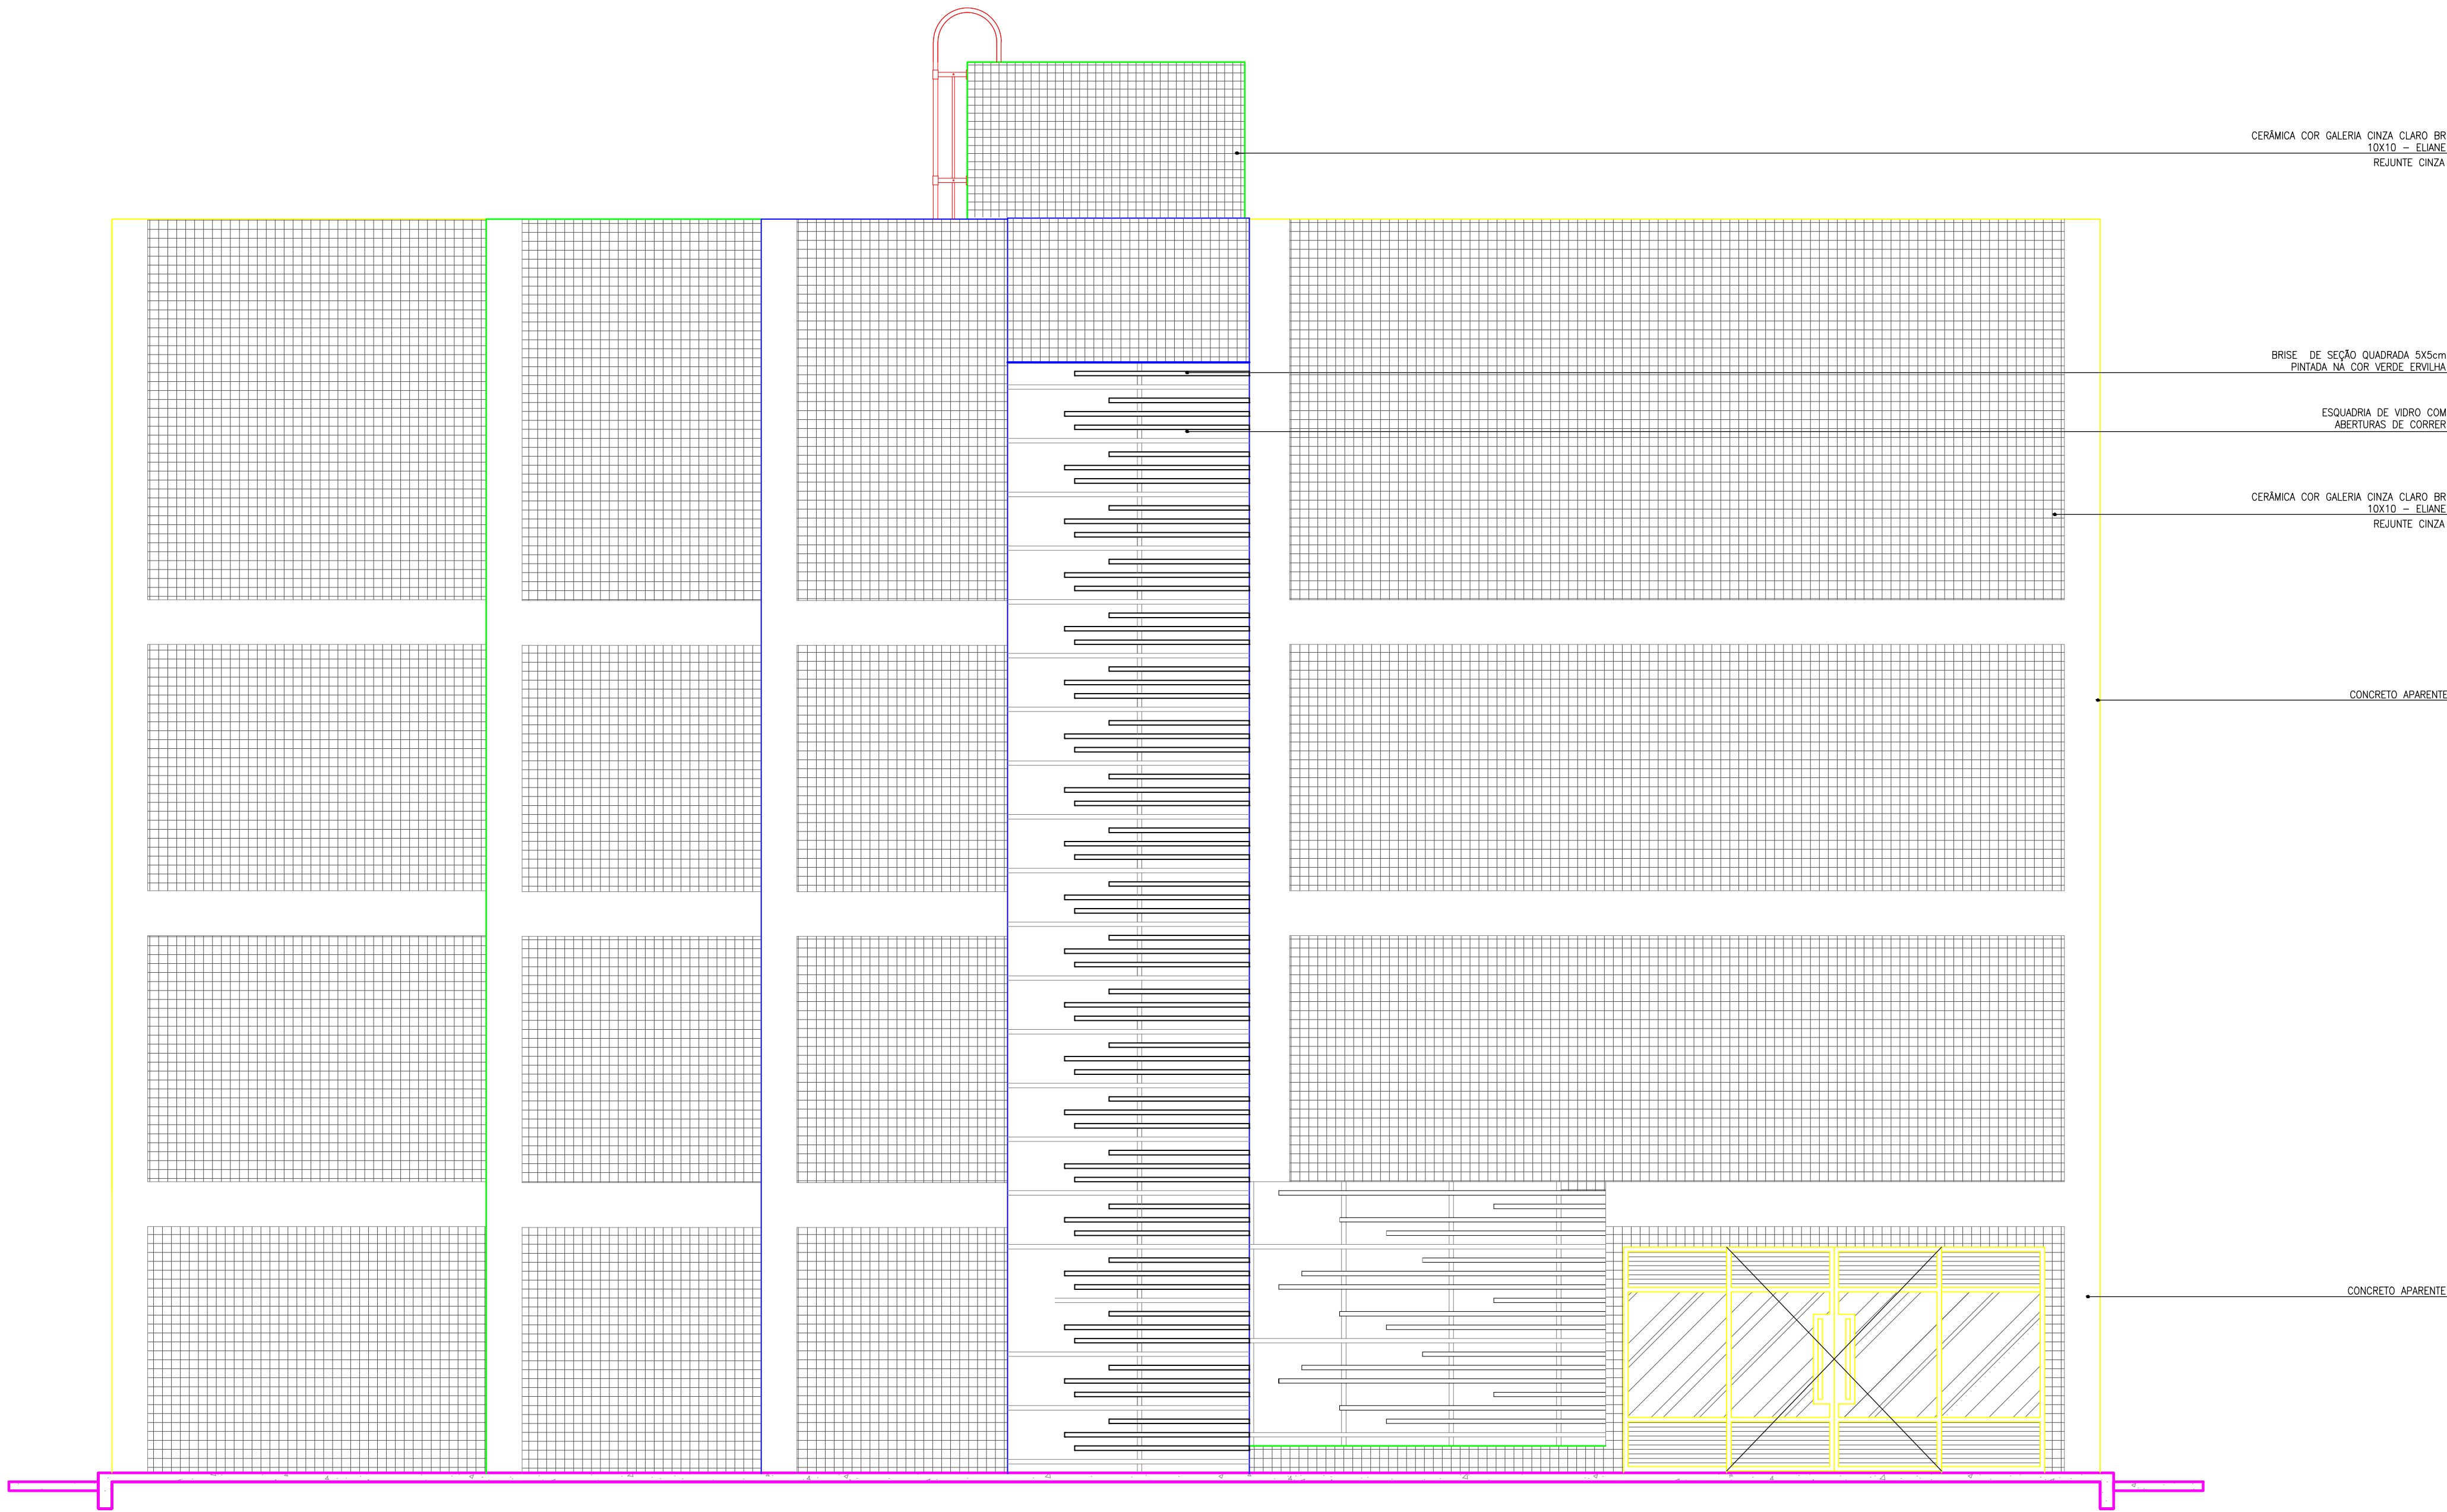 CERÂMICA COR GALERIA CINZA CLARO BR
10X10 – ELIANE
REJUNTE CINZA
BRISE DE SEÇÃO QUADRADA 5X5cm
PINTADA NA COR VERDE ERVILHA
ESQUADRIA DE VIDRO COM
ABERTURAS DE CORRER
CERÂMICA COR GALERIA CINZA CLARO BR
10X10 – ELIANE
REJUNTE CINZA
CONCRETO APARENTE
CONCRETO APARENTE